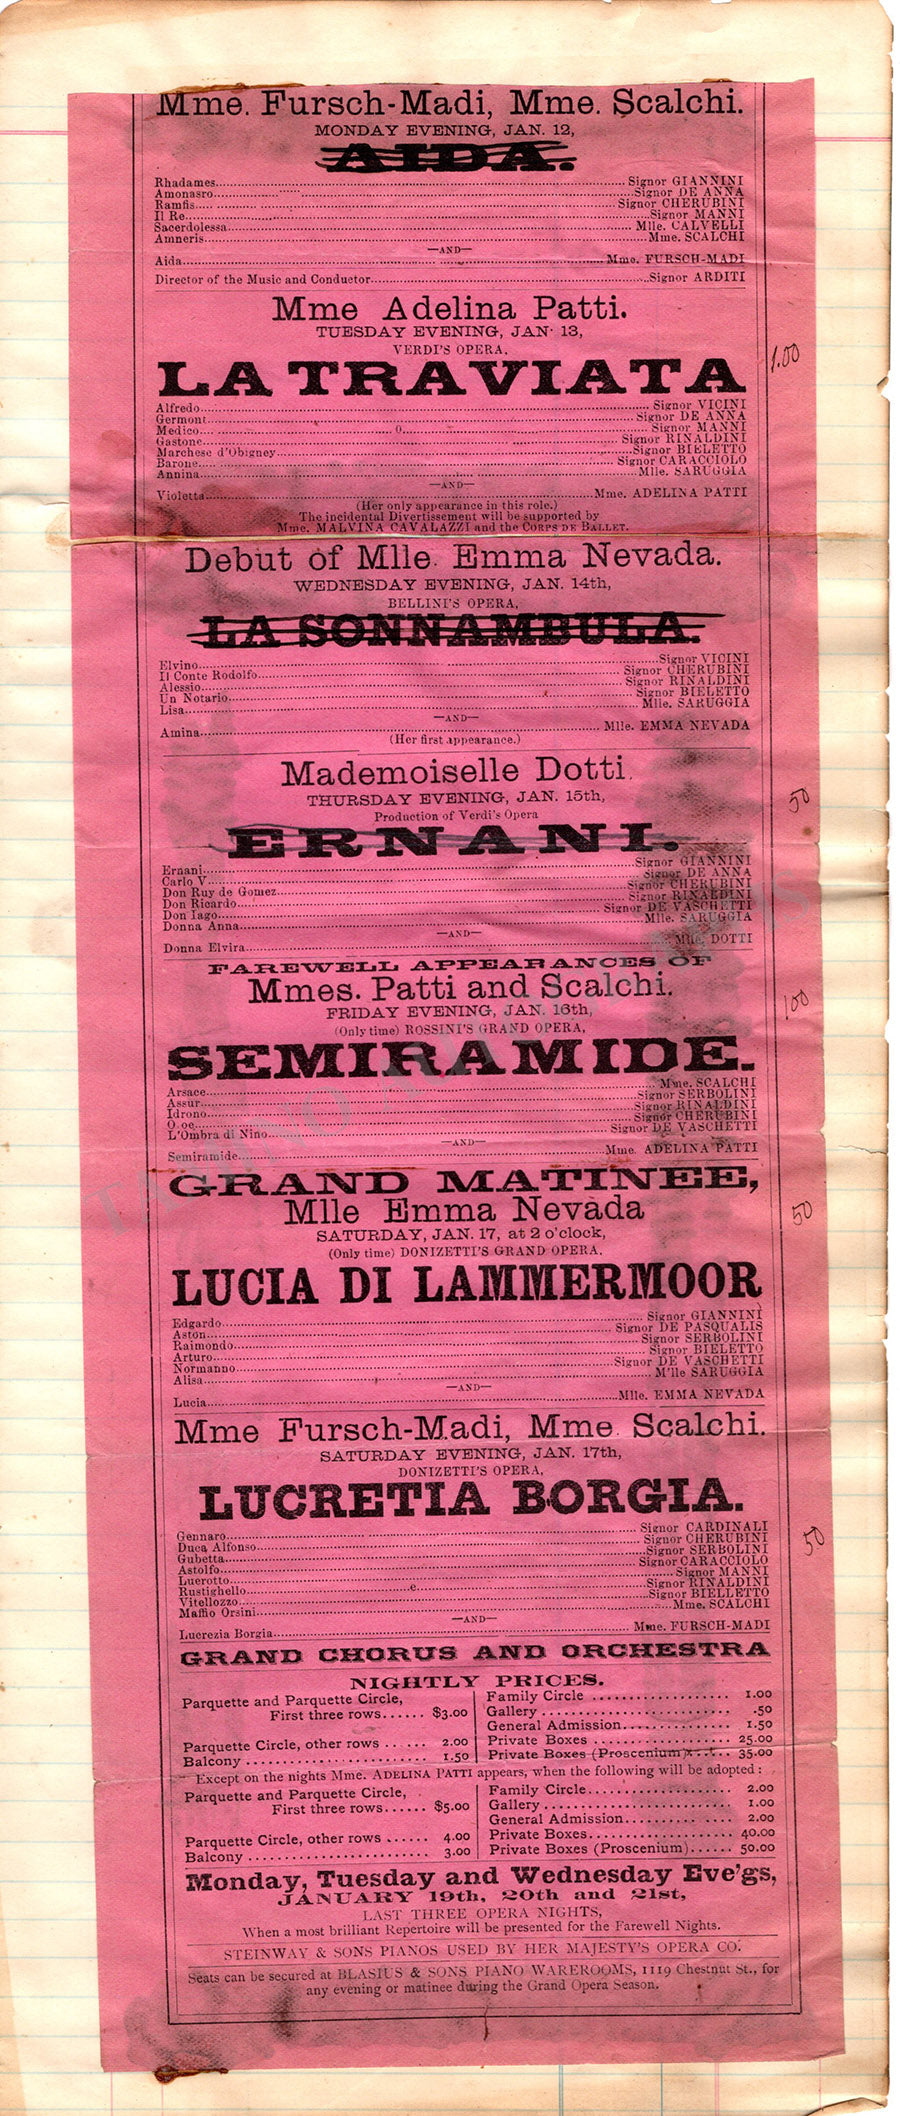 Mme. Fursch-Madi, Mme. Scalchi.
MONDAY EVENING, JAN. 12,
AIDA.
Rhadames Signor GIANNINI
Amonasro Signor DE ANNA
Ramfis Signor CHERUBINI
Il Re Signor MANNI
Sacerdolessa Mlle. CALVELLI
Amneris Mme. SCALCHI
—AND—
Aida Mme. FURSCH-MADI
Director of the Music and Conductor Signor ARDITI
Mme Adelina Patti.
TUESDAY EVENING, JAN. 13,
VERDI'S OPERA,
LA TRAVIATA
1.00
Alfredo Signor VICINI
Germont Signor DE ANNA
Medico Signor MANNI
Gastone Signor RINALDINI
Marchese d'Obigney Signor BIELETTO
Barone Signor CARACCIOLO
Annina Mlle. SARUGGIA
—AND—
Violetta Mme. ADELINA PATTI
(Her only appearance in this role.)
The incidental Divertissement will be supported by
Mme. MALVINA CAVALAZZI and the CORPS DE BALLET.
Debut of Mlle. Emma Nevada.
WEDNESDAY EVENING, JAN. 14th,
BELLINI'S OPERA,
LA SONNAMBULA.
Elvino Signor VICINI
Il Conte Rodolfo Signor CHERUBINI
Alessio Signor RINALDINI
Un Notario Signor BIELETTO
Lisa Mlle. SARUGGIA
—AND—
Amina Mlle. EMMA NEVADA
(Her first appearance.)
Mademoiselle Dotti.
THURSDAY EVENING, JAN. 15th,
50
Production of Verdi's Opera
ERNANI.
Ernani Signor GIANNINI
Carlo V Signor DE ANNA
Don Ruy de Gomez Signor CHERUBINI
Don Ricardo Signor RINALDINI
Don Iago Signor DE VASCHETTI
Donna Anna Mlle. SARUGGIA
—AND—
Donna Elvira Mlle. DOTTI
FAREWELL APPEARANCES OF
Mmes. Patti and Scalchi.
FRIDAY EVENING, JAN. 16th,
100
(Only time) ROSSINI'S GRAND OPERA,
SEMIRAMIDE.
Arsace Mme. SCALCHI
Assur Signor SERBOLINI
Idrono Signor RINALDINI
O oe Signor CHERUBINI
L'Ombra di Nino Signor DE VASCHETTI
—AND—
Semiramide Mme. ADELINA PATTI
GRAND MATINEE,
Mlle Emma Nevada
50
SATURDAY, JAN. 17, at 2 o'clock,
(Only time) DONIZETTI'S GRAND OPERA,
LUCIA DI LAMMERMOOR
Edgardo Signor GIANNINI
Aston Signor DE PASQUALIS
Raimondo Signor SERBOLINI
Arturo Signor BIELETTO
Normanno Signor DE VASCHETTI
Alisa M'lle SARUGGIA
—AND—
Lucia Mlle. EMMA NEVADA
Mme Fursch-Madi, Mme. Scalchi.
SATURDAY EVENING, JAN. 17th,
DONIZETTI'S OPERA,
LUCRETIA BORGIA.
50
Gennaro Signor CARDINALI
Duca Alfonso Signor CHERUBINI
Gubetta Signor SERBOLINI
Astolfo Signor CARACCIOLO
Luerotto Signor MANNI
Rustighello Signor RINALDINI
Vitellozzo Signor BIELLETTO
Maffio Orsini Mme. SCALCHI
—AND—
Lucrezia Borgia Mme. FURSCH-MADI
GRAND CHORUS AND ORCHESTRA
NIGHTLY PRICES.
Parquette and Parquette Circle,
First three rows $3.00
Parquette Circle, other rows 2.00
Balcony 1.50
Family Circle 1.00
Gallery .50
General Admission 1.50
Private Boxes 25.00
Private Boxes (Proscenium) 35.00
Except on the nights Mme. ADELINA PATTI appears, when the following will be adopted:
Parquette and Parquette Circle,
First three rows $5.00
Parquette Circle, other rows 4.00
Balcony 3.00
Family Circle 2.00
Gallery 1.00
General Admission 2.00
Private Boxes 40.00
Private Boxes (Proscenium) 50.00
Monday, Tuesday and Wednesday Eve'gs,
JANUARY 19th, 20th and 21st,
LAST THREE OPERA NIGHTS,
When a most brilliant Repertoire will be presented for the Farewell Nights.
STEINWAY & SONS PIANOS USED BY HER MAJESTY'S OPERA CO.
Seats can be secured at BLASIUS & SONS PIANO WAREROOMS, 1119 Chestnut St., for
any evening or matinee during the Grand Opera Season.